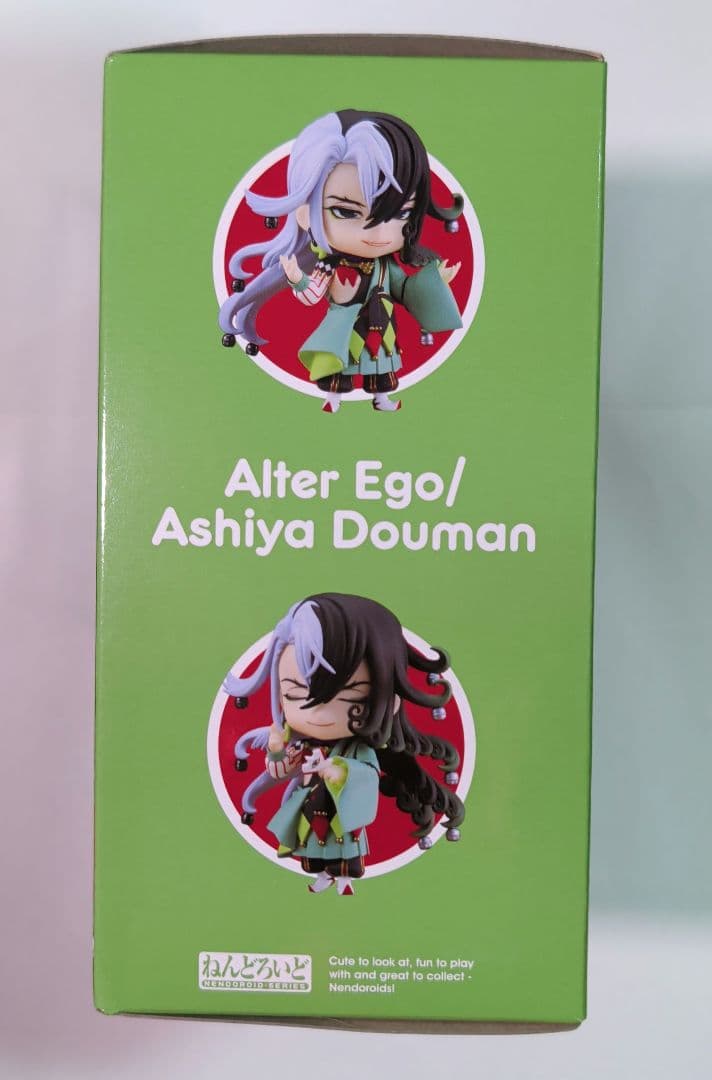 Alter Ego/
Ashiya Douman
ねんどろいど
NENDOROID·SERIES
Cute to look at, fun to play
with and great to collect -
Nendoroids!